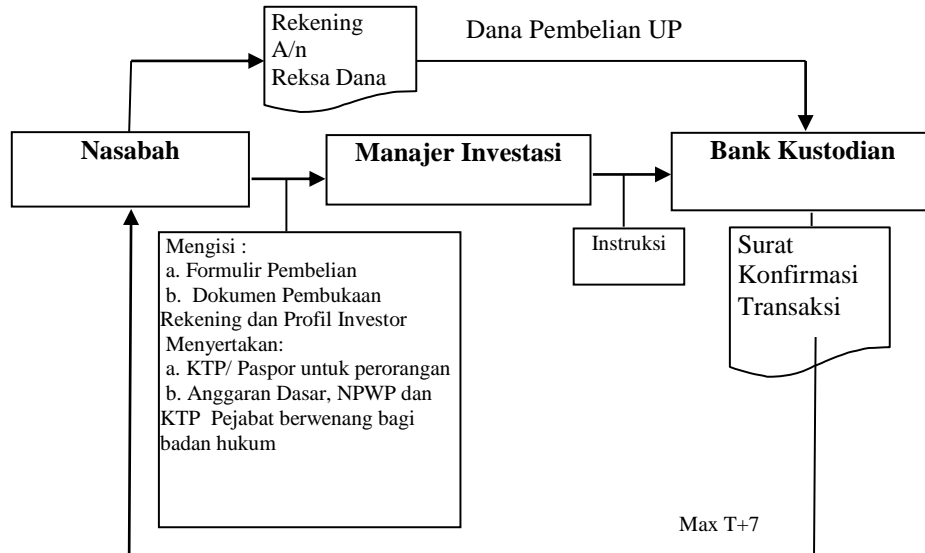 Rekening
A/n
Reksa Dana
Dana Pembelian UP
Nasabah
Manajer Investasi
Bank Kustodian
Mengisi :
a. Formulir Pembelian
b. Dokumen Pembukaan
Rekening dan Profil Investor
Menyertakan:
a. KTP/ Paspor untuk perorangan
b. Anggaran Dasar, NPWP dan
KTP Pejabat berwenang bagi
badan hukum
Instruksi
Surat
Konfirmasi
Transaksi
Max T+7